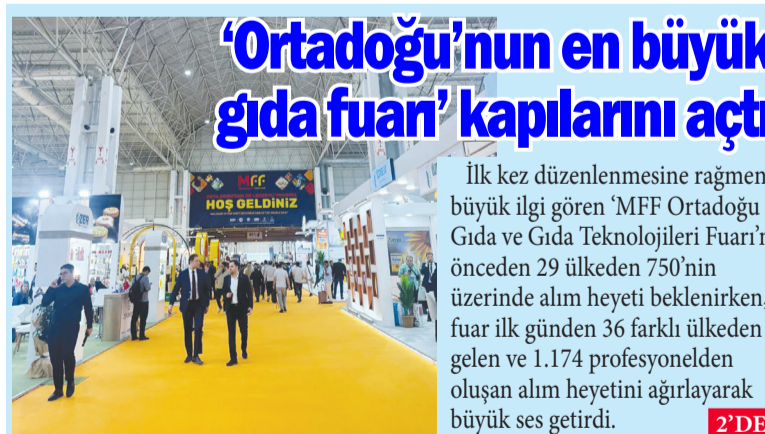 ‘Ortadoğu’nun en büyük
gıda fuarı’ kapılarını açtı
MFF
HOŞ GELDİNİZ
İlk kez düzenlenmesine rağmen
büyük ilgi gören ‘MFF Ortadoğu
Gıda ve Gıda Teknolojileri Fuarı’n
önceden 29 ülkeden 750’nin
üzerinde alım heyeti beklenirken,
fuar ilk günden 36 farklı ülkeden
gelen ve 1.174 profesyonelden
oluşan alım heyetini ağırlayarak
büyük ses getirdi.
2’DE